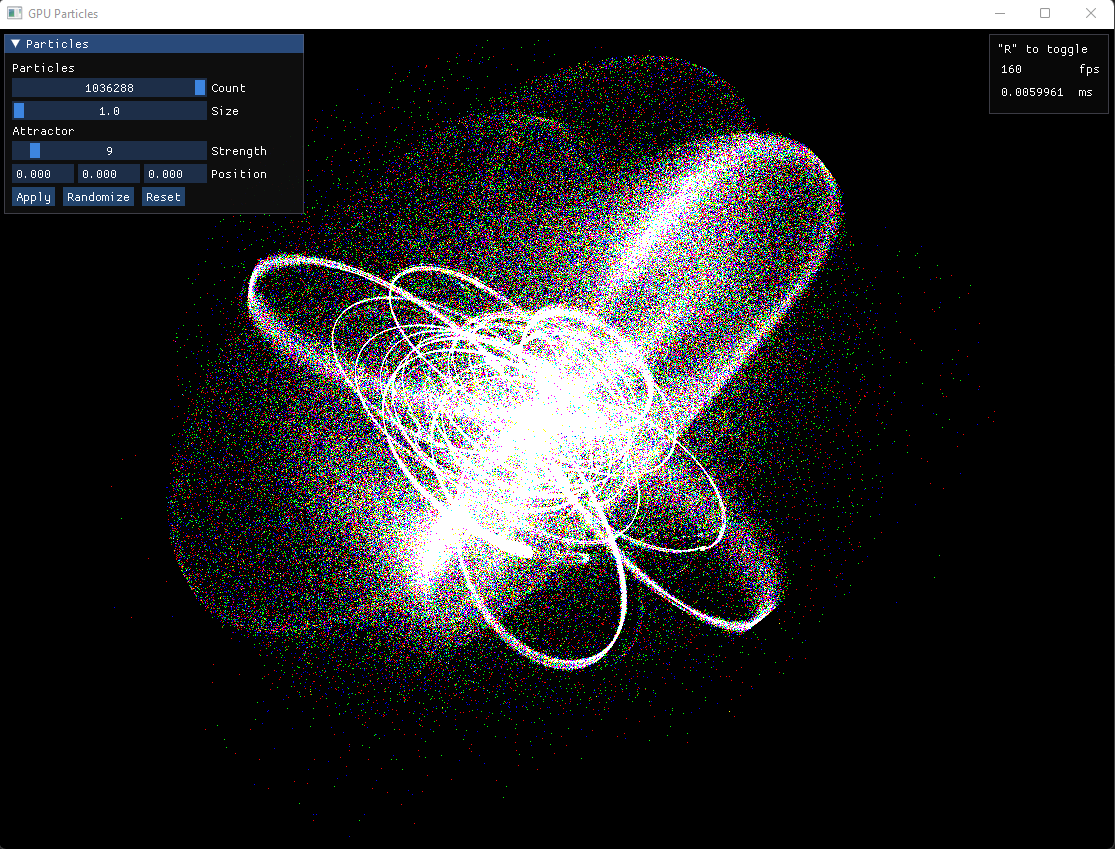 GPU Particles
Particles
Particles
1036288 Count
1.0 Size
Attractor
9 Strength
0.000 0.000 0.000 Position
Apply Randomize Reset
"R" to toggle
160 fps
0.0059961 ms